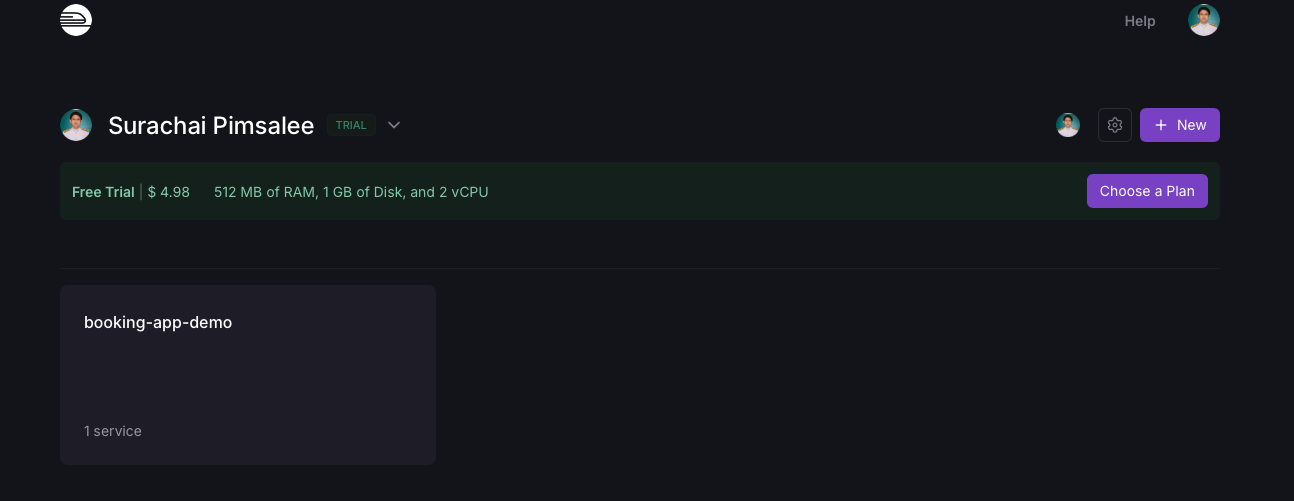 Help
Surachai Pimsalee TRIAL
+ New
Free Trial | $ 4.98 512 MB of RAM, 1 GB of Disk, and 2 vCPU
Choose a Plan
booking-app-demo
1 service